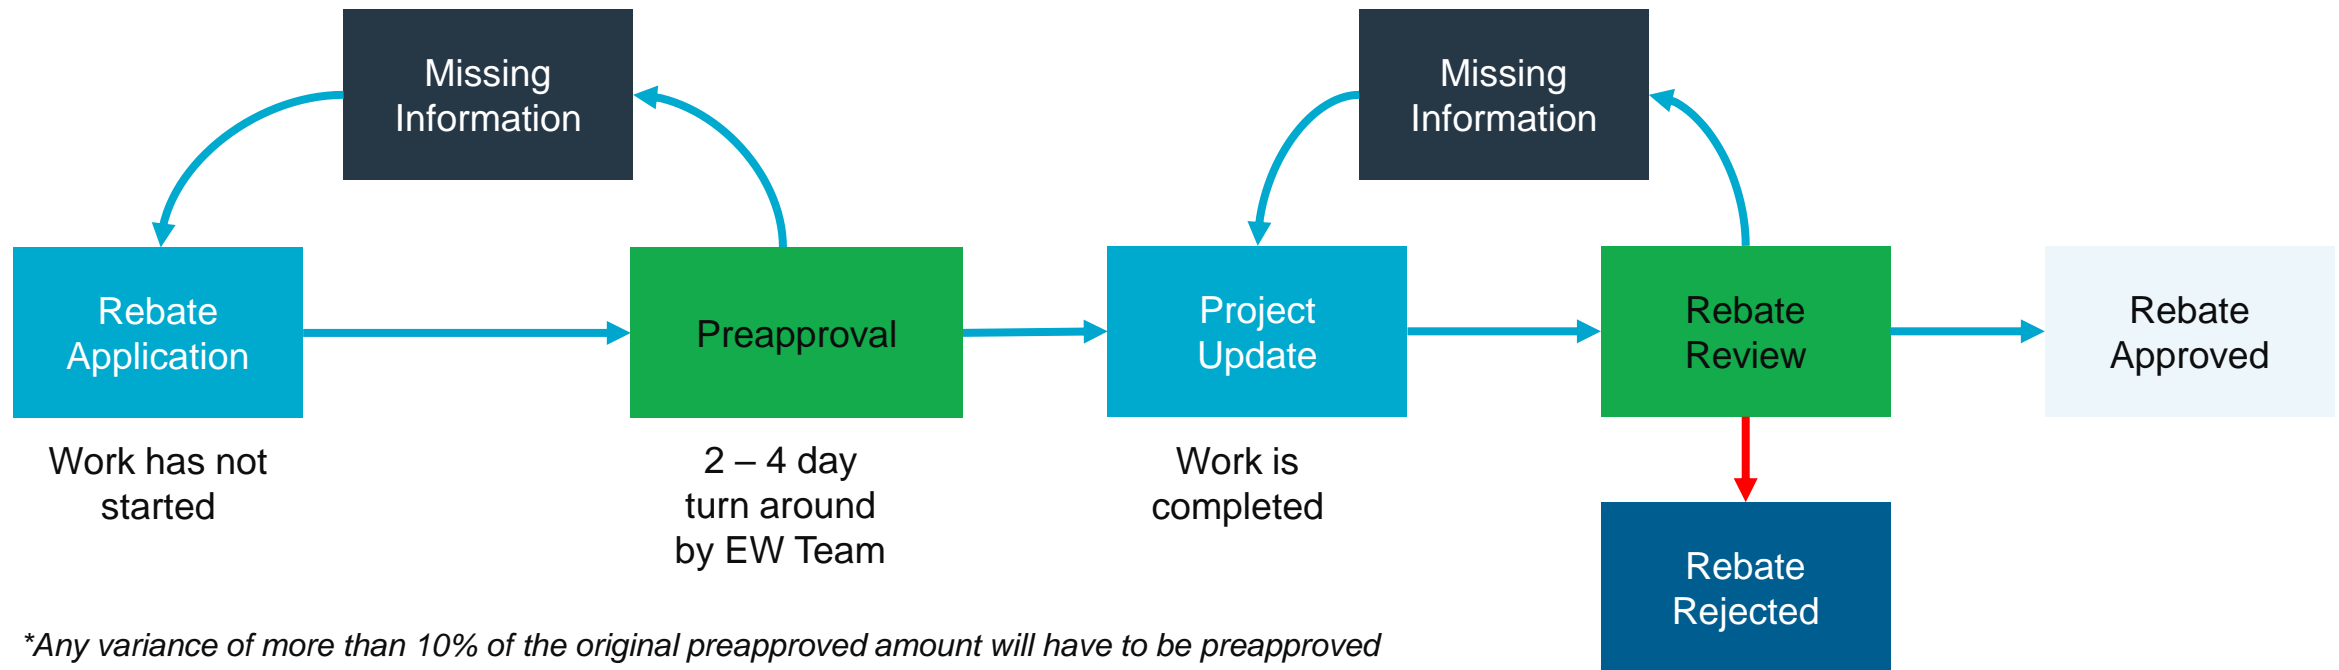 Missing
Information
Missing
Information
Rebate
Application
Preapproval
Project
Update
Rebate
Review
Rebate
Approved
Work has not
started
2 – 4 day
turn around
by EW Team
Work is
completed
Rebate
Rejected
*Any variance of more than 10% of the original preapproved amount will have to be preapproved